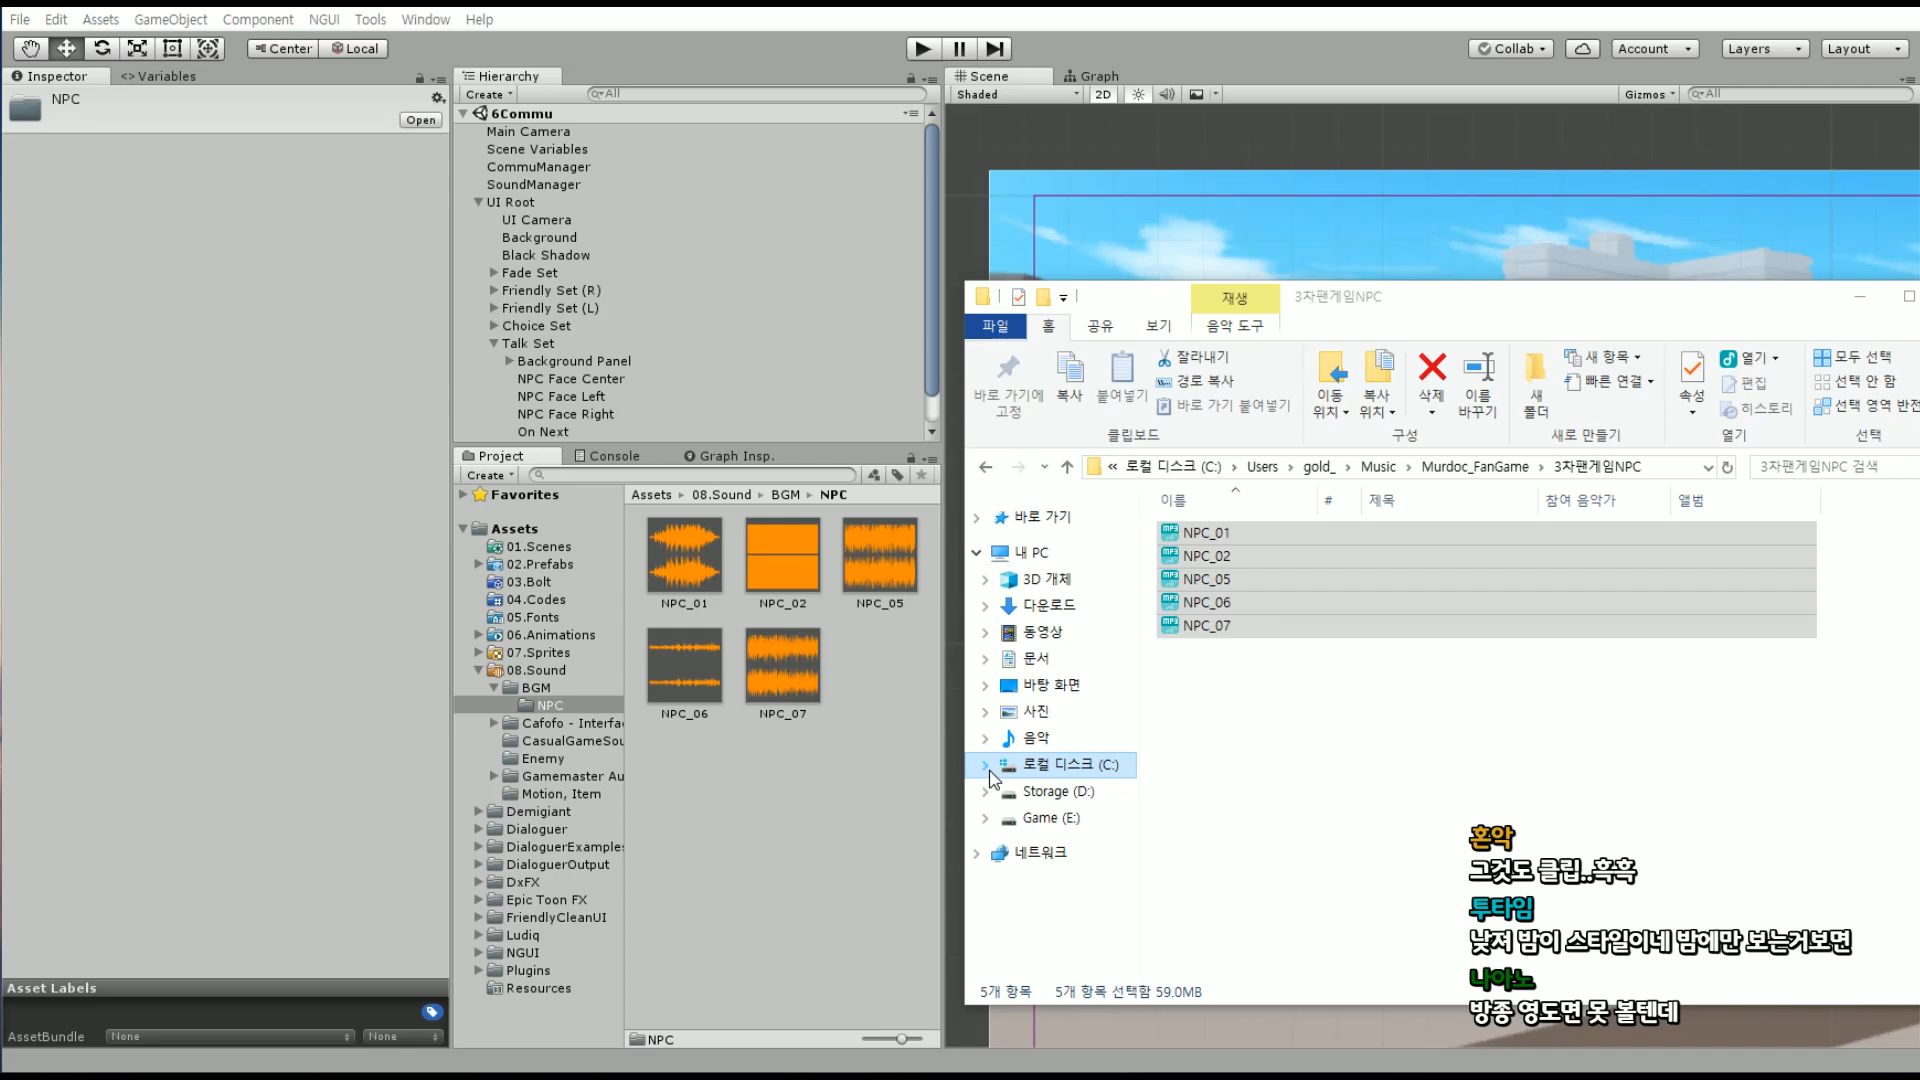 File Edit Assets GameObject Component NGUI Tools Window Help
Center Local
Collab Account Layers Layout
Inspector <> Variables
NPC
Open
Asset Labels
AssetBundle None None
Hierarchy
Create All
6Commu
Main Camera
Scene Variables
CommuManager
SoundManager
UI Root
UI Camera
Background
Black Shadow
Fade Set
Friendly Set (R)
Friendly Set (L)
Choice Set
Talk Set
Background Panel
NPC Face Center
NPC Face Left
NPC Face Right
On Next
Project Console Graph Insp.
Create
Favorites
Assets
01.Scenes
02.Prefabs
03.Bolt
04.Codes
05.Fonts
06.Animations
07.Sprites
08.Sound
BGM
NPC
Cafofo - Interfa
CasualGameSou
Enemy
Gamemaster Au
Motion, Item
Demigiant
Dialoguer
DialoguerExamples
DialoguerOutput
DxFX
Epic Toon FX
FriendlyCleanUI
Ludiq
NGUI
Plugins
Resources
Assets 08.Sound BGM NPC
NPC_01 NPC_02 NPC_05
NPC_06 NPC_07
NPC
Scene Graph
Shaded 2D Gizmos All
재생 3차팬게임NPC
파일 홈 공유 보기 음악 도구
바로 가기에 고정
복사
붙여넣기
잘라내기
경로 복사
바로 가기 붙여넣기
클립보드
이동 위치
복사 위치
삭제
이름 바꾸기
구성
새 폴더
새 항목
빠른 연결
새로 만들기
속성
열기
편집
히스토리
열기
모두 선택
선택 안 함
선택 영역 반전
선택
« 로컬 디스크 (C:) > Users > gold_ > Music > Murdoc_FanGame > 3차팬게임NPC
3차팬게임NPC 검색
이름 # 제목 참여 음악가 앨범
바로 가기
내 PC
3D 개체
다운로드
동영상
문서
바탕 화면
사진
음악
로컬 디스크 (C:)
Storage (D:)
Game (E:)
네트워크
NPC_01
NPC_02
NPC_05
NPC_06
NPC_07
5개 항목 5개 항목 선택함 59.0MB
혼악
그것도 클립..흑흑
투타임
낮져 밤이 스타일이네 밤에만 보는거보면
나아노
방종 영도면 못 볼텐데